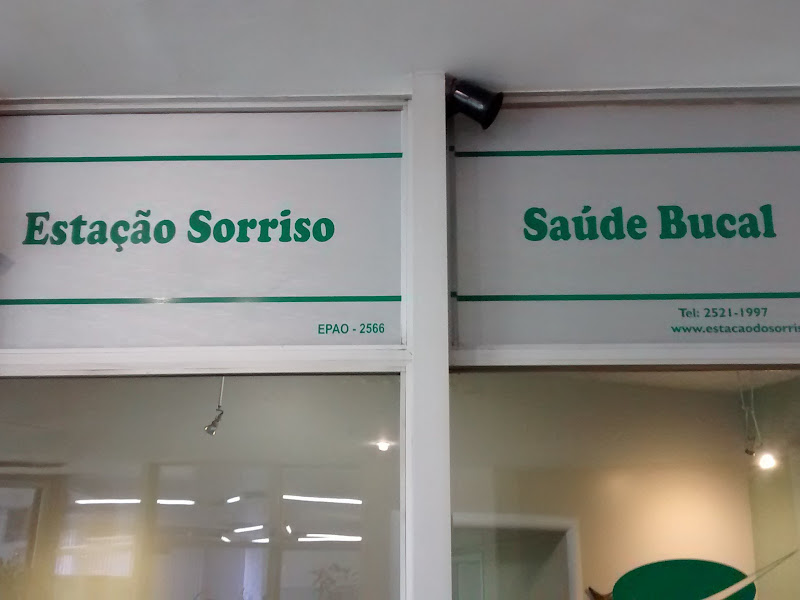 Estação Sorriso
EPAO - 2566
Saúde Bucal
Tel: 2521-1997
www.estacaodosorris